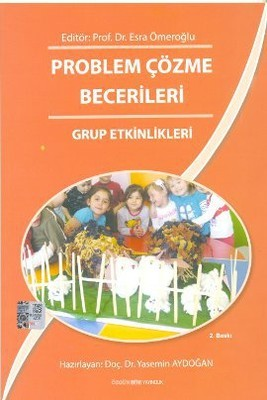 Editör: Prof. Dr. Esra Ömeroğlu
PROBLEM ÇÖZME
BECERİLERİ
GRUP ETKİNLİKLERİ
2. Baskı
Hazırlayan: Doç. Dr. Yasemin AYDOĞAN